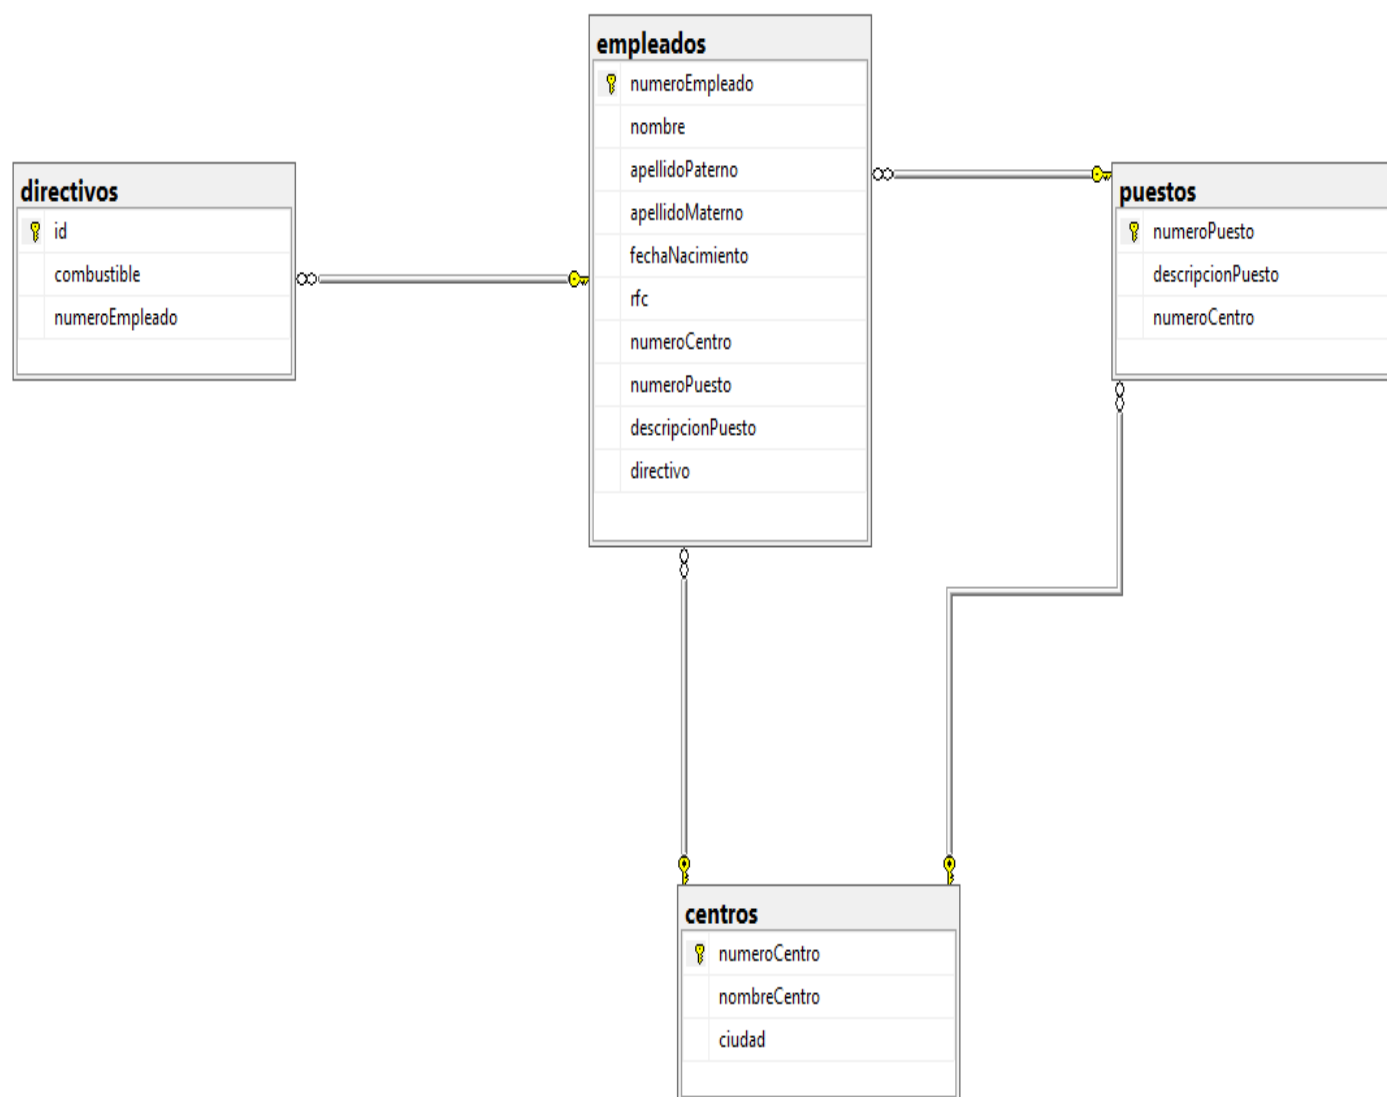 empleados
numeroEmpleado
nombre
apellidoPaterno
apellidoMaterno
fechaNacimiento
rfc
numeroCentro
numeroPuesto
descripcionPuesto
directivo
directivos
id
combustible
numeroEmpleado
puestos
numeroPuesto
descripcionPuesto
numeroCentro
centros
numeroCentro
nombreCentro
ciudad